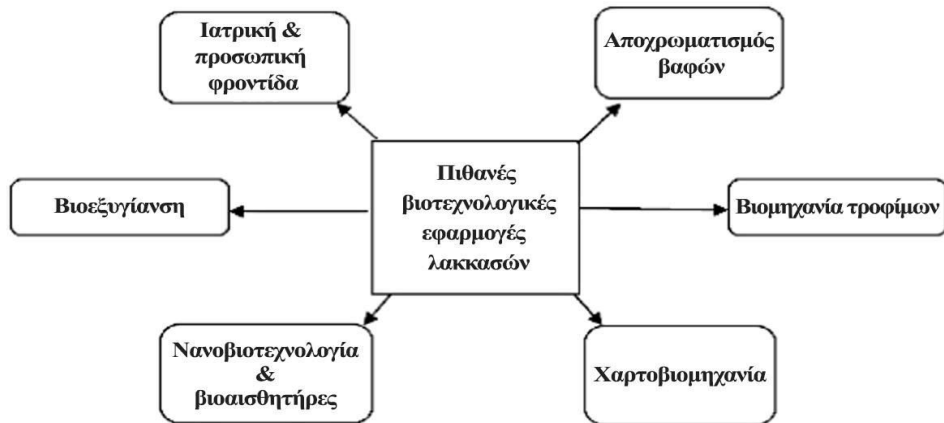 Ιατρική &
προσωπική
φροντίδα
Αποχρωματισμός
βαφών
Πιθανές
βιοτεχνολογικές
εφαρμογές
λακκασών
Βιοεξυγίανση
Βιομηχανία τροφίμων
Νανοβιοτεχνολογία
&
βιοαισθητήρες
Χαρτοβιομηχανία